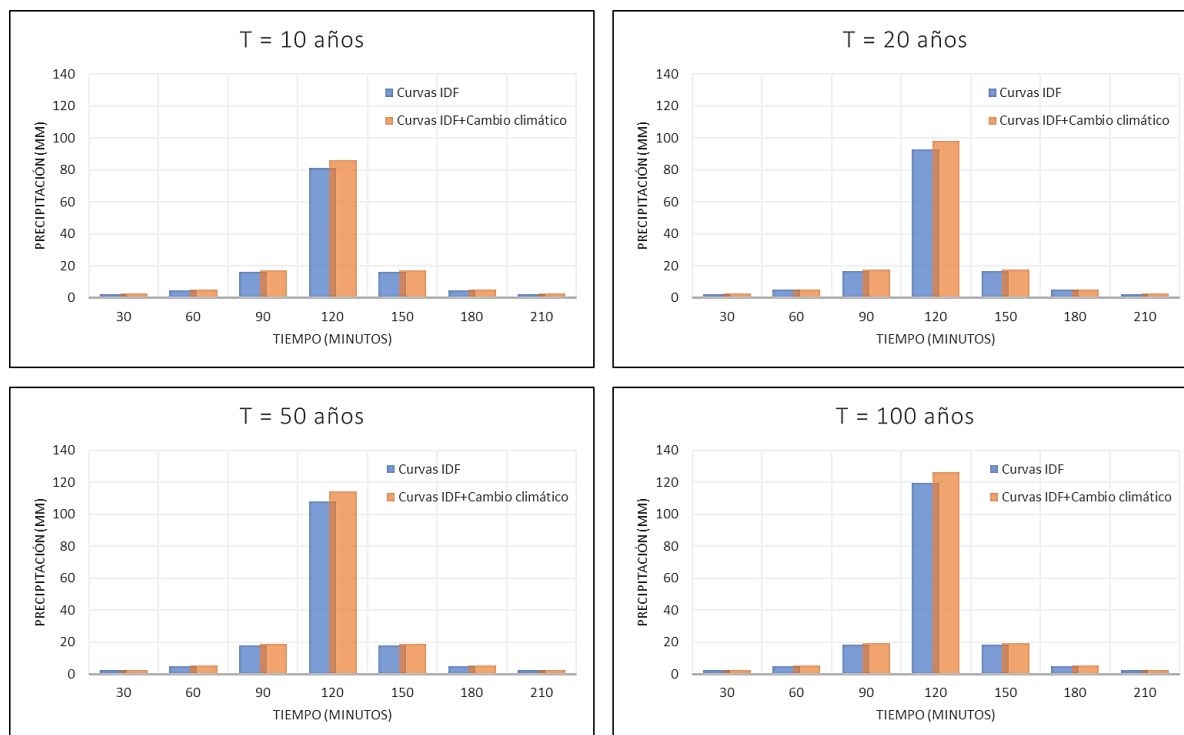 T = 10 años
140
120
100
80
60
40
20
0
PRECIPITACIÓN (MM)
Curvas IDF
Curvas IDF+Cambio climático
30 60 90 120 150 180 210
TIEMPO (MINUTOS)
T = 20 años
140
120
100
80
60
40
20
0
PRECIPITACIÓN (MM)
Curvas IDF
Curvas IDF+Cambio climático
30 60 90 120 150 180 210
TIEMPO (MINUTOS)
T = 50 años
140
120
100
80
60
40
20
0
PRECIPITACIÓN (MM)
Curvas IDF
Curvas IDF+Cambio climático
30 60 90 120 150 180 210
TIEMPO (MINUTOS)
T = 100 años
140
120
100
80
60
40
20
0
PRECIPITACIÓN (MM)
Curvas IDF
Curvas IDF+Cambio climático
30 60 90 120 150 180 210
TIEMPO (MINUTOS)